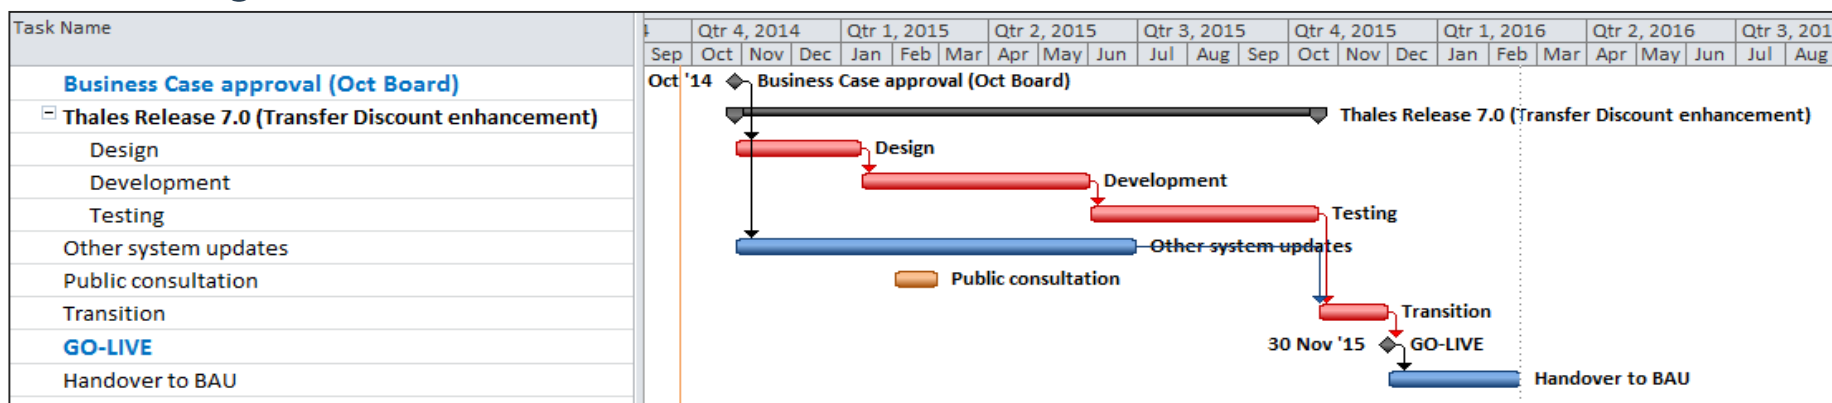 Task Name
4 Qtr 4, 2014 Qtr 1, 2015 Qtr 2, 2015 Qtr 3, 2015 Qtr 4, 2015 Qtr 1, 2016 Qtr 2, 2016 Qtr 3, 201
Sep Oct Nov Dec Jan Feb Mar Apr May Jun Jul Aug Sep Oct Nov Dec Jan Feb Mar Apr May Jun Jul Aug
Business Case approval (Oct Board) Oct '14 Business Case approval (Oct Board)
Thales Release 7.0 (Transfer Discount enhancement) Thales Release 7.0 (Transfer Discount enhancement)
Design Design
Development Development
Testing Testing
Other system updates Other system updates
Public consultation Public consultation
Transition Transition
GO-LIVE 30 Nov '15 GO-LIVE
Handover to BAU Handover to BAU